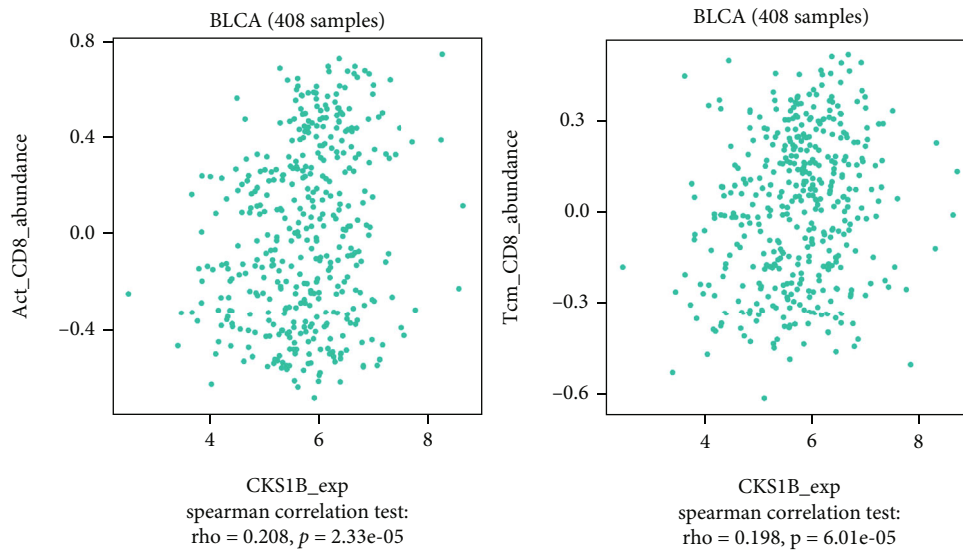 BLCA (408 samples)
Act_CD8_abundance
0.8
0.4
0.0
−0.4
4
6
8
CKS1B_exp
spearman correlation test:
rho = 0.208, p = 2.33e-05
BLCA (408 samples)
Tcm_CD8_abundance
0.3
0.0
−0.3
−0.6
4
6
8
CKS1B_exp
spearman correlation test:
rho = 0.198, p = 6.01e-05